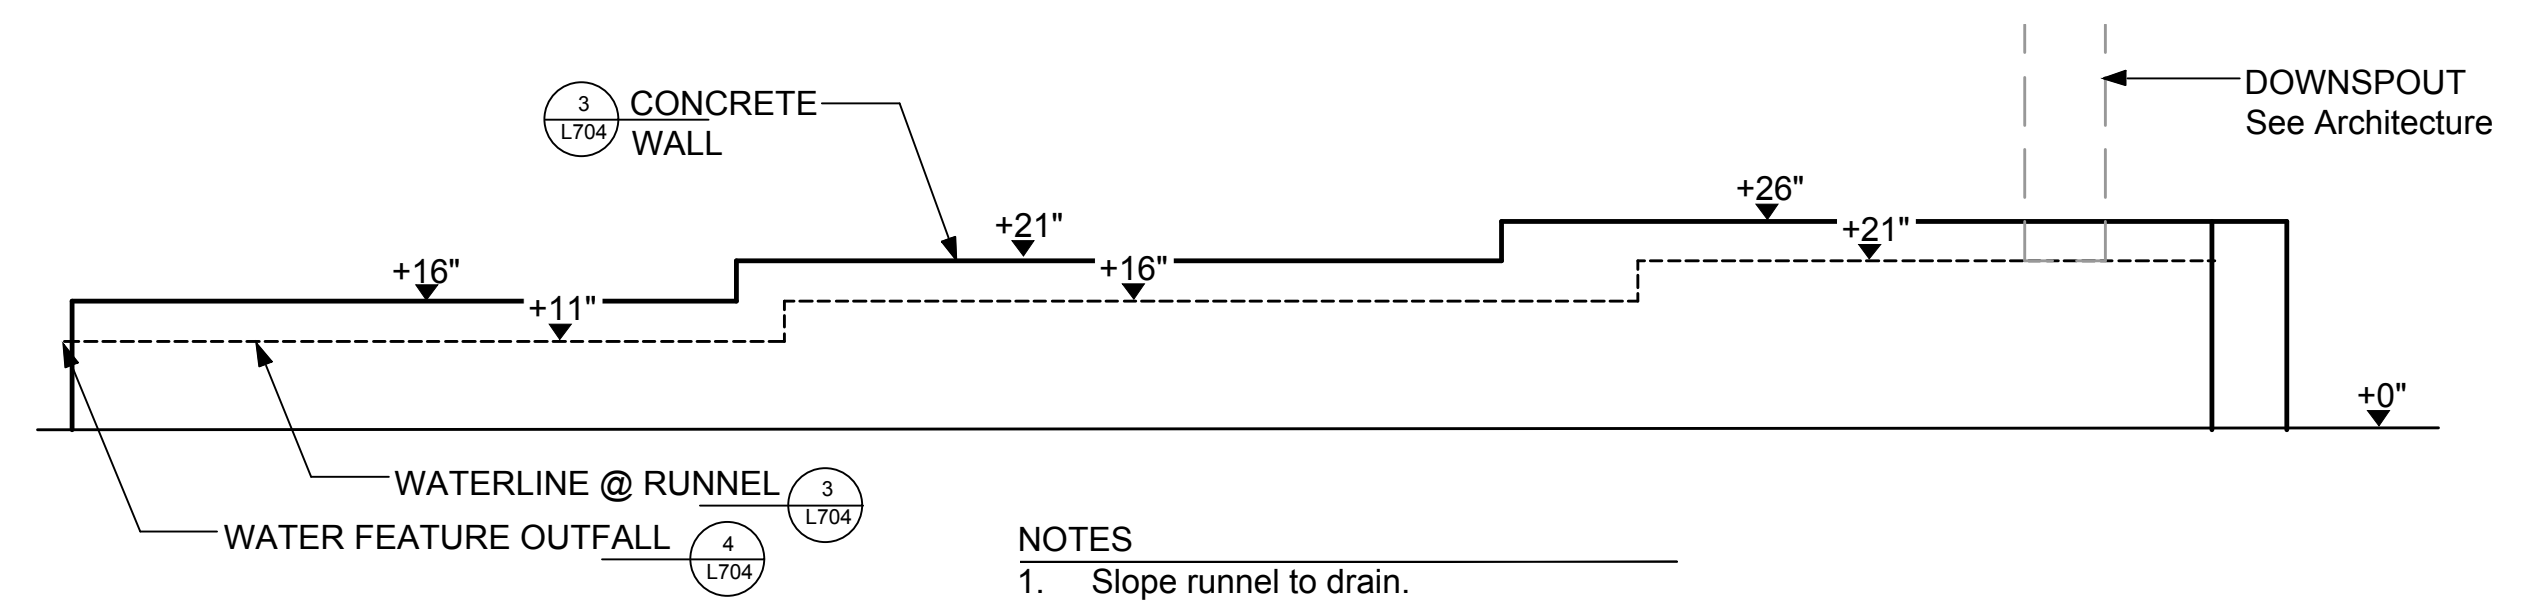 3
L704
CONCRETE
WALL
DOWNSPOUT
See Architecture
+26"
+21"
+21"
+16"
+16"
+11"
+0"
WATERLINE @ RUNNEL
3
L704
WATER FEATURE OUTFALL
4
L704
NOTES
1. Slope runnel to drain.